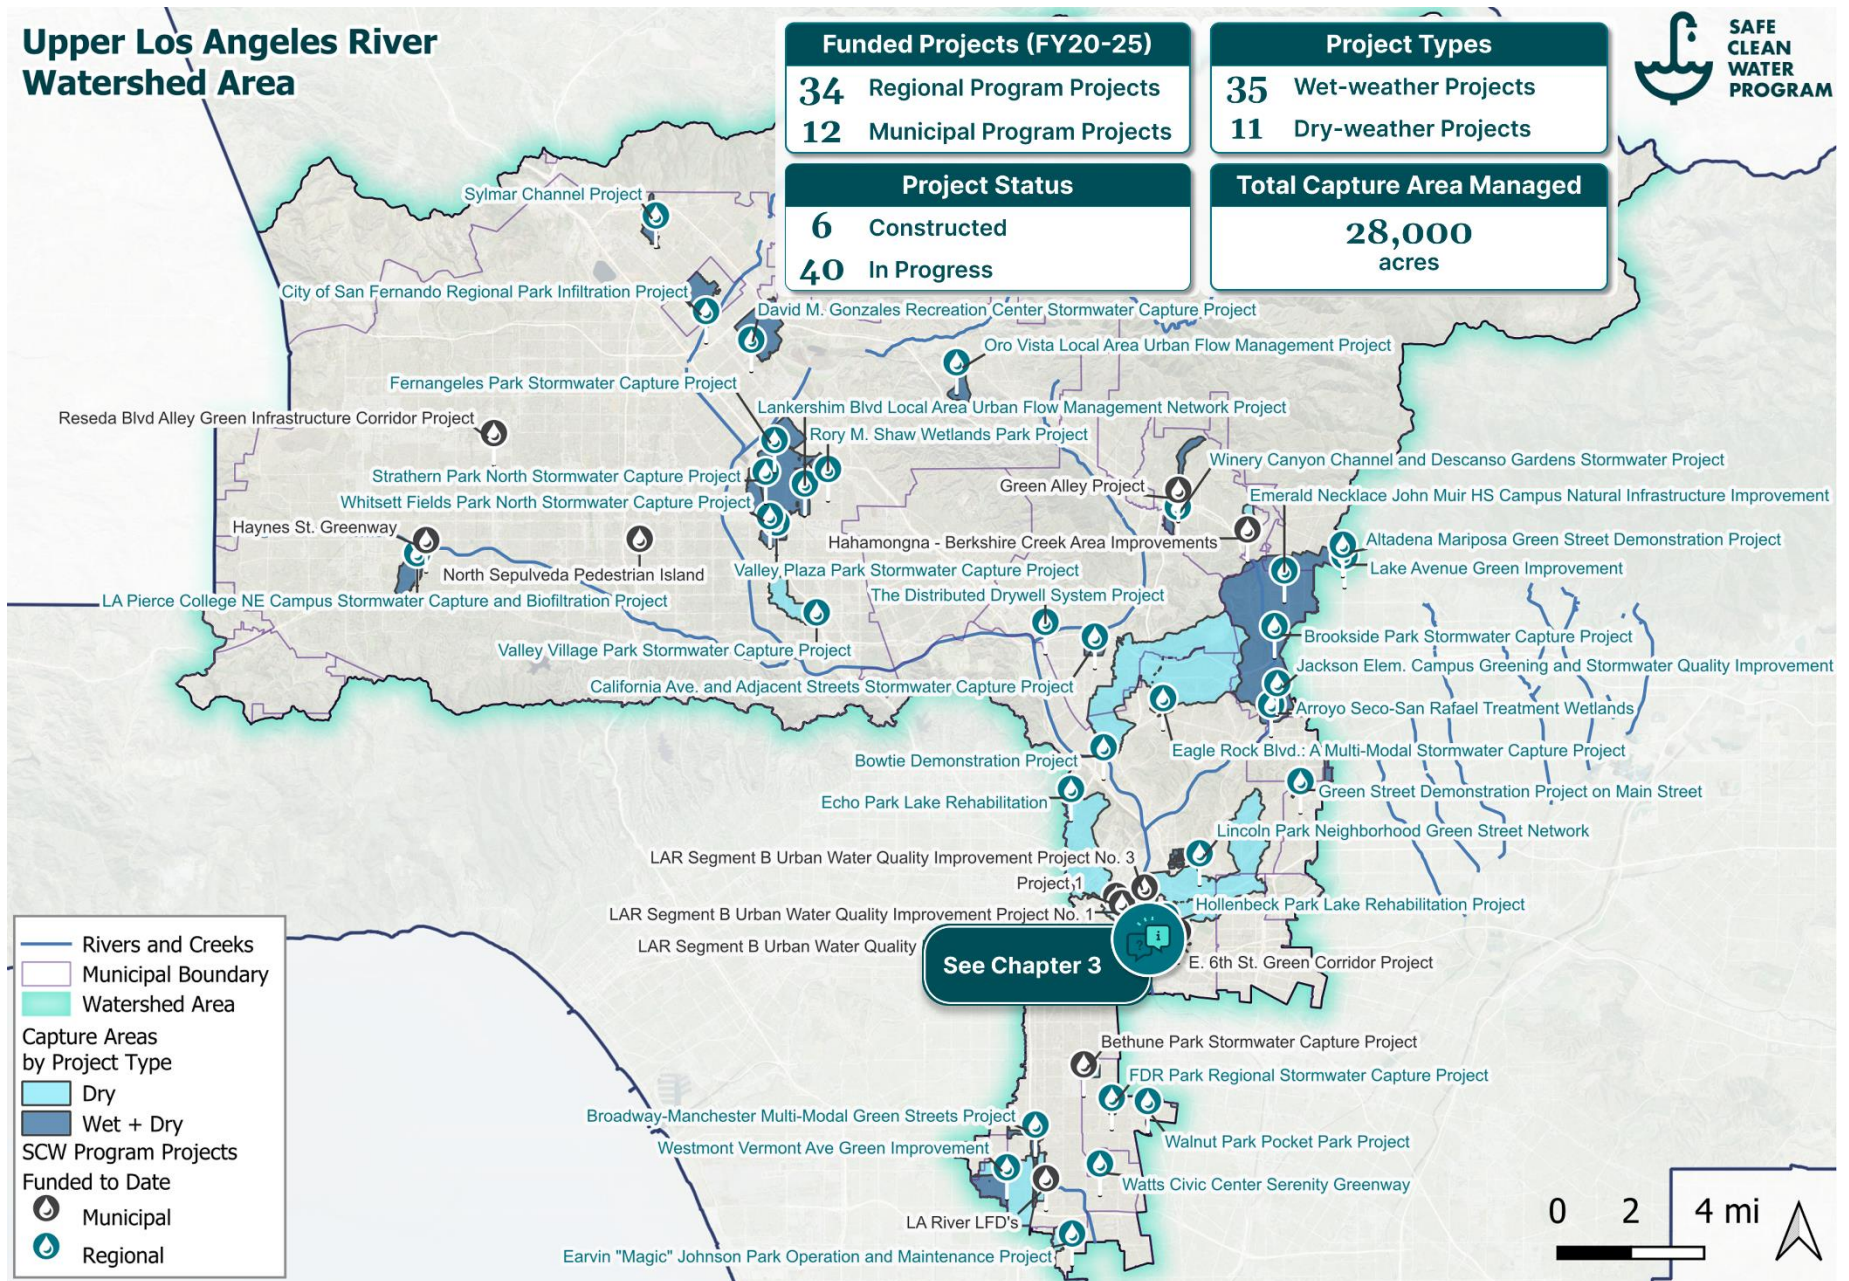 Upper Los Angeles River
Watershed Area
Funded Projects (FY20-25)
34 Regional Program Projects
12 Municipal Program Projects
Project Types
35 Wet-weather Projects
11 Dry-weather Projects
SAFE
CLEAN
WATER
PROGRAM
Project Status
6 Constructed
40 In Progress
Total Capture Area Managed
28,000
acres
Sylmar Channel Project
City of San Fernando Regional Park Infiltration Project
David M. Gonzales Recreation Center Stormwater Capture Project
Oro Vista Local Area Urban Flow Management Project
Fernangeles Park Stormwater Capture Project
Lankershim Blvd Local Area Urban Flow Management Network Project
Reseda Blvd Alley Green Infrastructure Corridor Project
Rory M. Shaw Wetlands Park Project
Winery Canyon Channel and Descanso Gardens Stormwater Project
Strathern Park North Stormwater Capture Project
Green Alley Project
Emerald Necklace John Muir HS Campus Natural Infrastructure Improvement
Whitsett Fields Park North Stormwater Capture Project
Haynes St. Greenway
Hahamongna - Berkshire Creek Area Improvements
Altadena Mariposa Green Street Demonstration Project
North Sepulveda Pedestrian Island
Valley Plaza Park Stormwater Capture Project
Lake Avenue Green Improvement
LA Pierce College NE Campus Stormwater Capture and Biofiltration Project
The Distributed Drywell System Project
Brookside Park Stormwater Capture Project
Valley Village Park Stormwater Capture Project
Jackson Elem. Campus Greening and Stormwater Quality Improvement
California Ave. and Adjacent Streets Stormwater Capture Project
Arroyo Seco-San Rafael Treatment Wetlands
Eagle Rock Blvd.: A Multi-Modal Stormwater Capture Project
Bowtie Demonstration Project
Green Street Demonstration Project on Main Street
Echo Park Lake Rehabilitation
Lincoln Park Neighborhood Green Street Network
LAR Segment B Urban Water Quality Improvement Project No. 3
Project 1
Hollenbeck Park Lake Rehabilitation Project
LAR Segment B Urban Water Quality Improvement Project No. 1
LAR Segment B Urban Water Quality
See Chapter 3
E. 6th St. Green Corridor Project
Bethune Park Stormwater Capture Project
FDR Park Regional Stormwater Capture Project
Broadway-Manchester Multi-Modal Green Streets Project
Walnut Park Pocket Park Project
Westmont Vermont Ave Green Improvement
Watts Civic Center Serenity Greenway
LA River LFD's
Earvin "Magic" Johnson Park Operation and Maintenance Project
Rivers and Creeks
Municipal Boundary
Watershed Area
Capture Areas
by Project Type
Dry
Wet + Dry
SCW Program Projects
Funded to Date
Municipal
Regional
0 2 4 mi